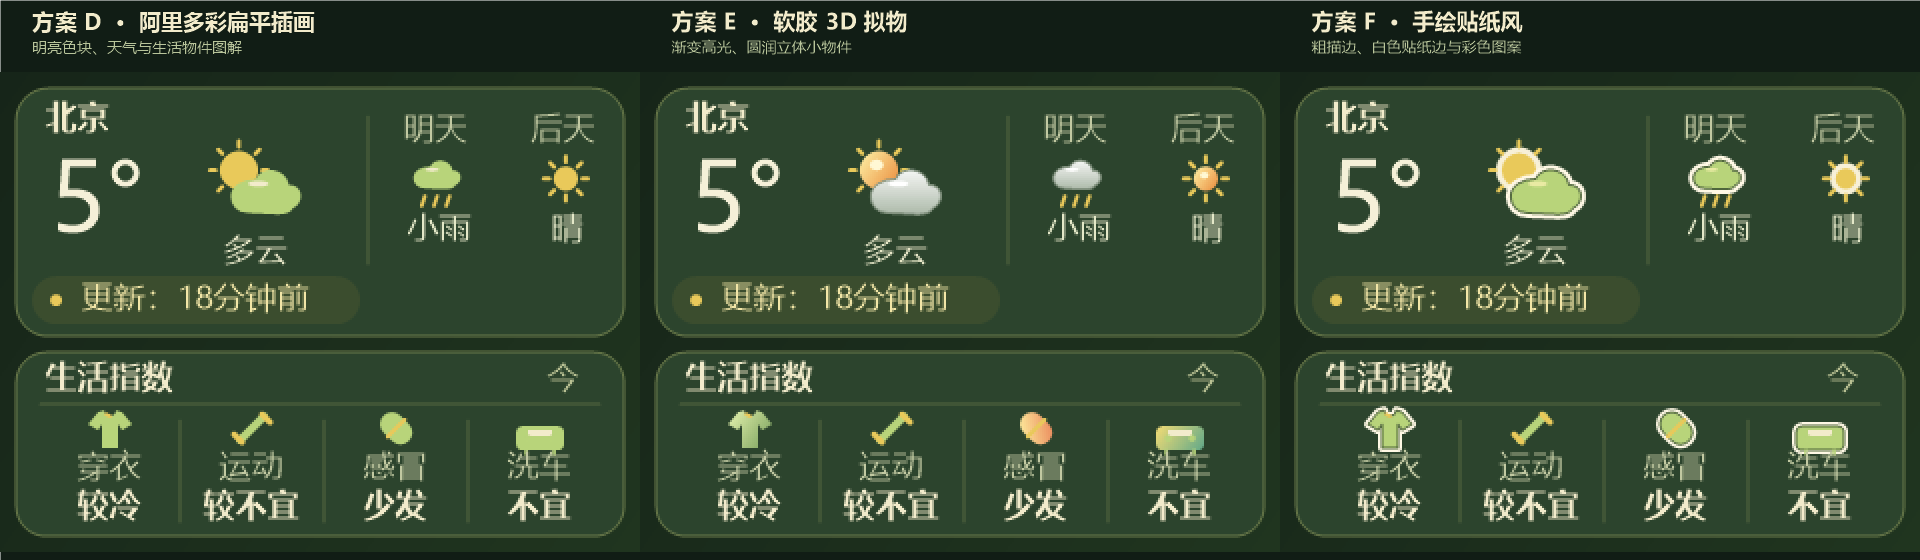 方案 D · 阿里多彩扁平插画
明亮色块、天气与生活物件图解
北京
5°
多云
明天
小雨
后天
晴
更新：18分钟前
生活指数
今
穿衣
较冷
运动
较不宜
感冒
少发
洗车
不宜
方案 E · 软胶 3D 拟物
渐变高光、圆润立体小物件
北京
5°
多云
明天
小雨
后天
晴
更新：18分钟前
生活指数
今
穿衣
较冷
运动
较不宜
感冒
少发
洗车
不宜
方案 F · 手绘贴纸风
粗描边、白色贴纸边与彩色图案
北京
5°
多云
明天
小雨
后天
晴
更新：18分钟前
生活指数
今
穿衣
较冷
运动
较不宜
感冒
少发
洗车
不宜